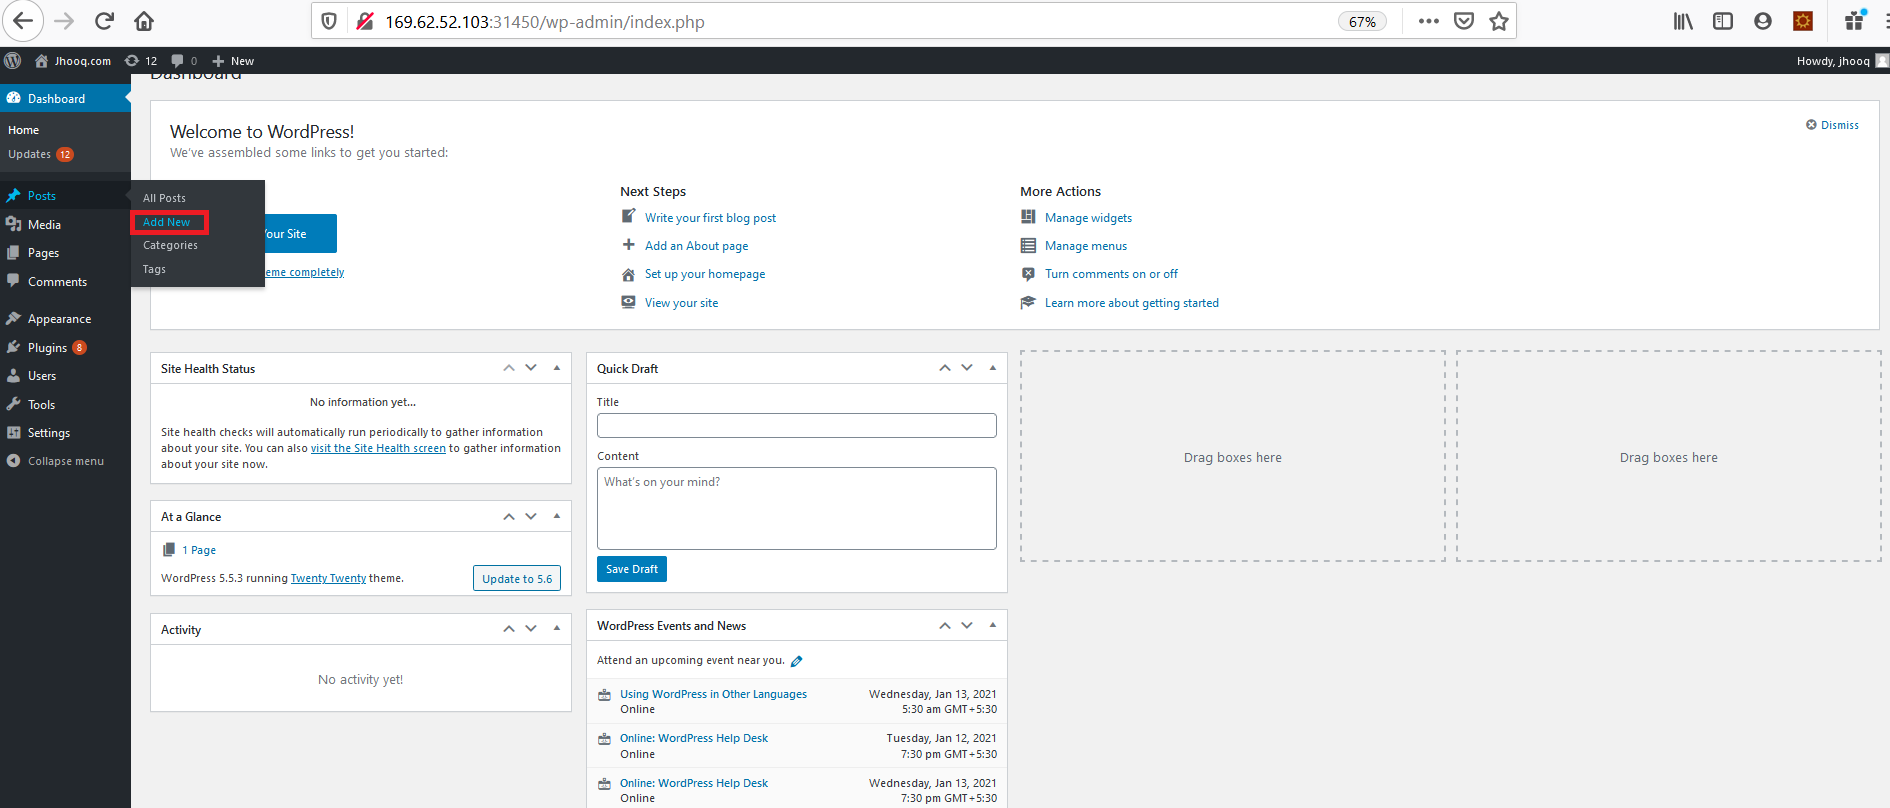 169.62.52.103:31450/wp-admin/index.php
67%
Jhooq.com 12 0 New
Howdy, jhooq
Dashboard
Dashboard
Home
Updates 12
Posts
Media
Pages
Comments
Appearance
Plugins 8
Users
Tools
Settings
Collapse menu
All Posts
Add New
Categories
Tags
Welcome to WordPress!
We've assembled some links to get you started:
Dismiss
Your Site
eme completely
Next Steps
Write your first blog post
Add an About page
Set up your homepage
View your site
More Actions
Manage widgets
Manage menus
Turn comments on or off
Learn more about getting started
Site Health Status
No information yet...
Site health checks will automatically run periodically to gather information
about your site. You can also visit the Site Health screen to gather information
about your site now.
At a Glance
1 Page
WordPress 5.5.3 running Twenty Twenty theme.
Update to 5.6
Activity
No activity yet!
Quick Draft
Title
Content
What's on your mind?
Save Draft
WordPress Events and News
Attend an upcoming event near you.
Using WordPress in Other Languages
Online
Wednesday, Jan 13, 2021
5:30 am GMT+5:30
Online: WordPress Help Desk
Online
Tuesday, Jan 12, 2021
7:30 pm GMT+5:30
Online: WordPress Help Desk
Online
Wednesday, Jan 13, 2021
7:30 pm GMT+5:30
Drag boxes here
Drag boxes here